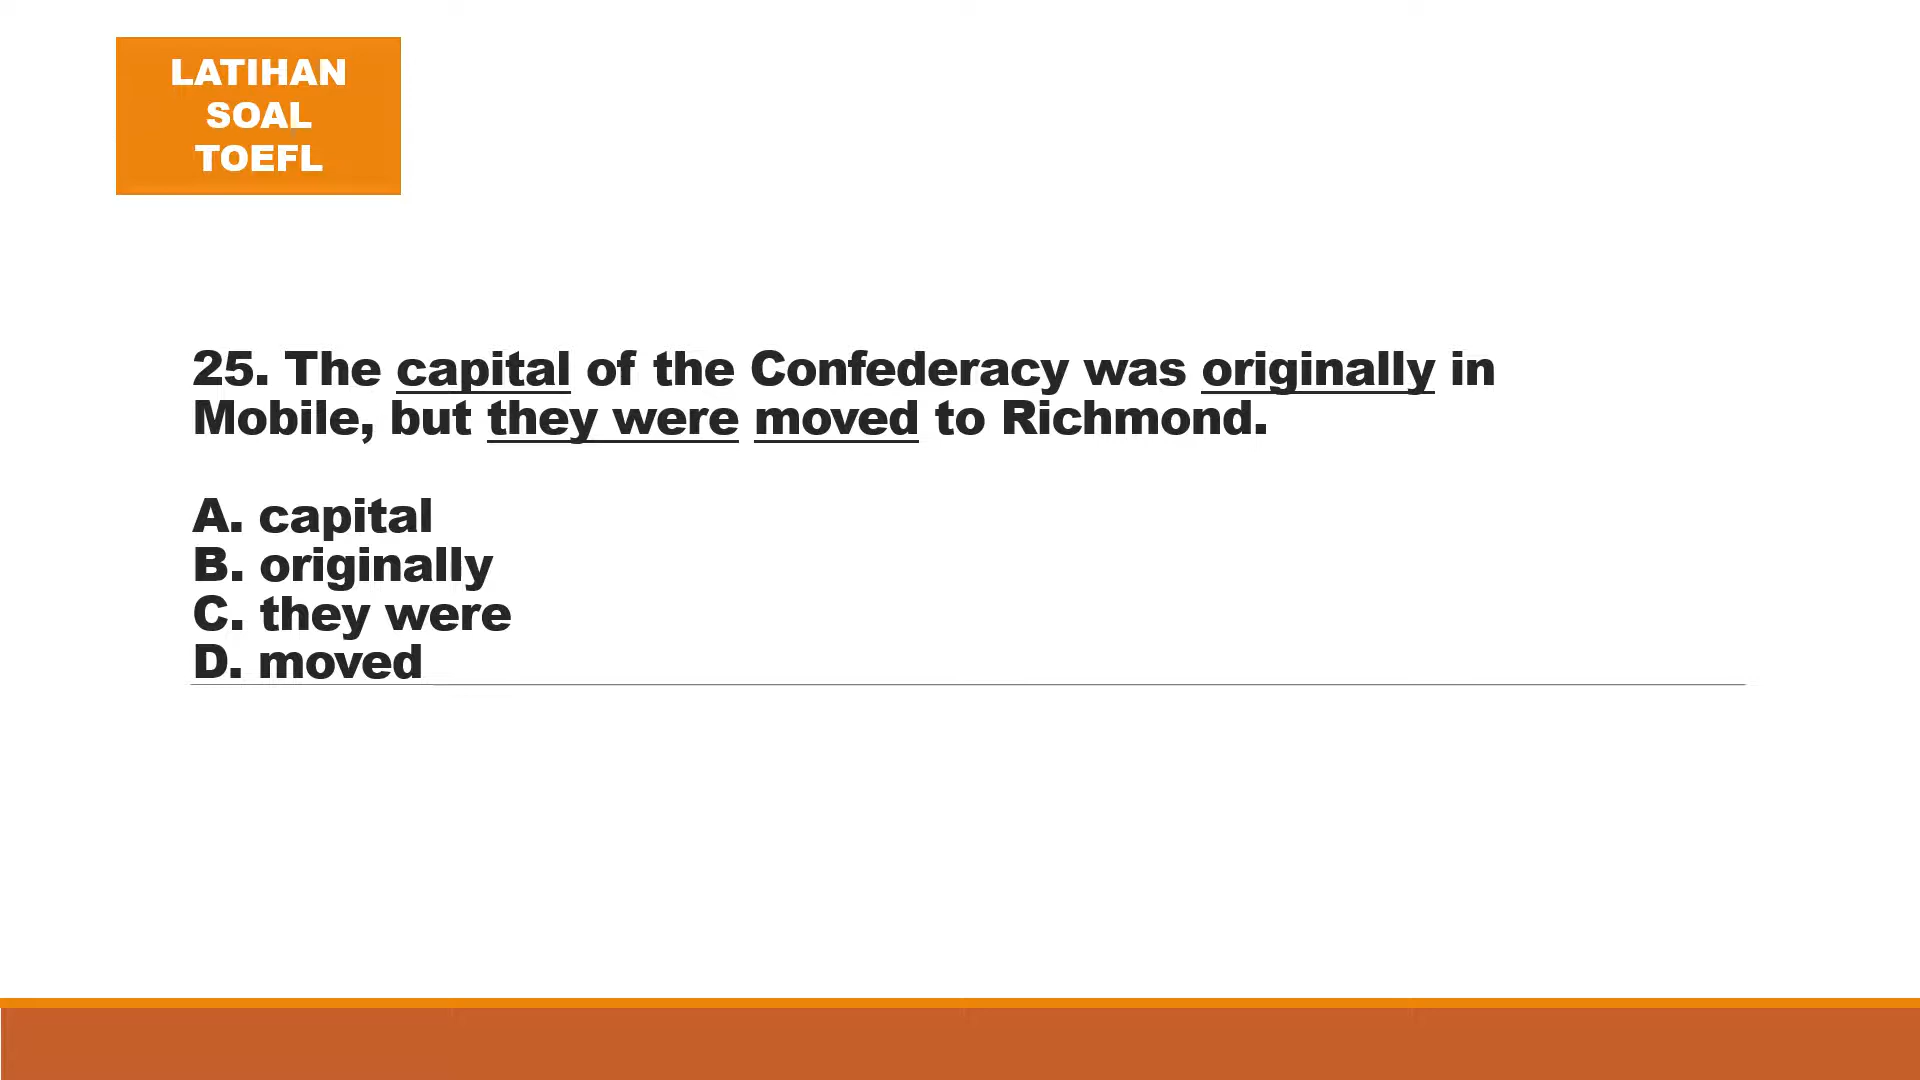 LATIHAN
SOAL
TOEFL
25. The capital of the Confederacy was originally in
Mobile, but they were moved to Richmond.
A. capital
B. originally
C. they were
D. moved